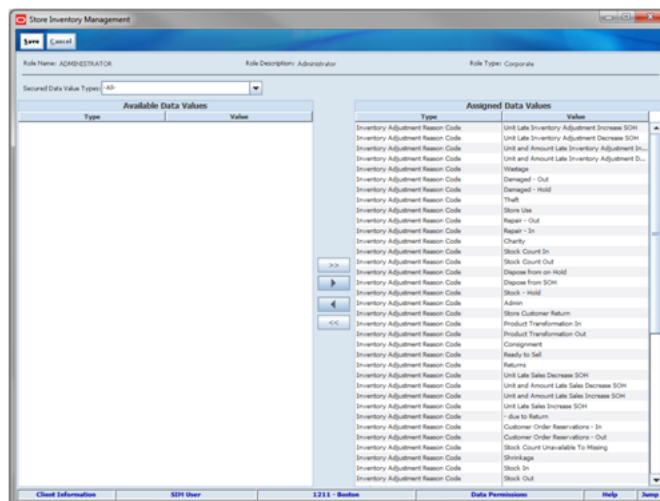 Store Inventory Management
Save Cancel
Role Name: ADMINISTRATOR Role Description: Administrator Role Type: Corporate
Secured Data Value Types: -All-
Available Data Values Assigned Data Values
Type Value Type Value
Inventory Adjustment Reason Code Unit Late Inventory Adjustment Increase SOH
Inventory Adjustment Reason Code Unit Late Inventory Adjustment Decrease SOH
Inventory Adjustment Reason Code Unit and Amount Late Inventory Adjustment In...
Inventory Adjustment Reason Code Unit and Amount Late Inventory Adjustment D...
Inventory Adjustment Reason Code Wastage
Inventory Adjustment Reason Code Damaged - Out
Inventory Adjustment Reason Code Damaged - Hold
Inventory Adjustment Reason Code Theft
Inventory Adjustment Reason Code Store Use
Inventory Adjustment Reason Code Repair - Out
Inventory Adjustment Reason Code Repair - In
Inventory Adjustment Reason Code Charity
Inventory Adjustment Reason Code Stock Count In
>> Inventory Adjustment Reason Code Stock Count Out
Inventory Adjustment Reason Code Dispose from on Hold
Inventory Adjustment Reason Code Dispose from SOH
Inventory Adjustment Reason Code Stock - Hold
Inventory Adjustment Reason Code Admin
Inventory Adjustment Reason Code Store Customer Return
<< Inventory Adjustment Reason Code Product Transformation In
Inventory Adjustment Reason Code Product Transformation Out
Inventory Adjustment Reason Code Consignment
Inventory Adjustment Reason Code Ready to Sell
Inventory Adjustment Reason Code Returns
Inventory Adjustment Reason Code Unit Late Sales Decrease SOH
Inventory Adjustment Reason Code Unit and Amount Late Sales Decrease SOH
Inventory Adjustment Reason Code Unit and Amount Late Sales Increase SOH
Inventory Adjustment Reason Code Unit Late Sales Increase SOH
Inventory Adjustment Reason Code - due to Return
Inventory Adjustment Reason Code Customer Order Reservations - In
Inventory Adjustment Reason Code Customer Order Reservations - Out
Inventory Adjustment Reason Code Stock Count Unavailable To Missing
Inventory Adjustment Reason Code Shrinkage
Inventory Adjustment Reason Code Stock In
Inventory Adjustment Reason Code Stock Out
Client Information SIM User 1211 - Boston Data Permissions Help Jump